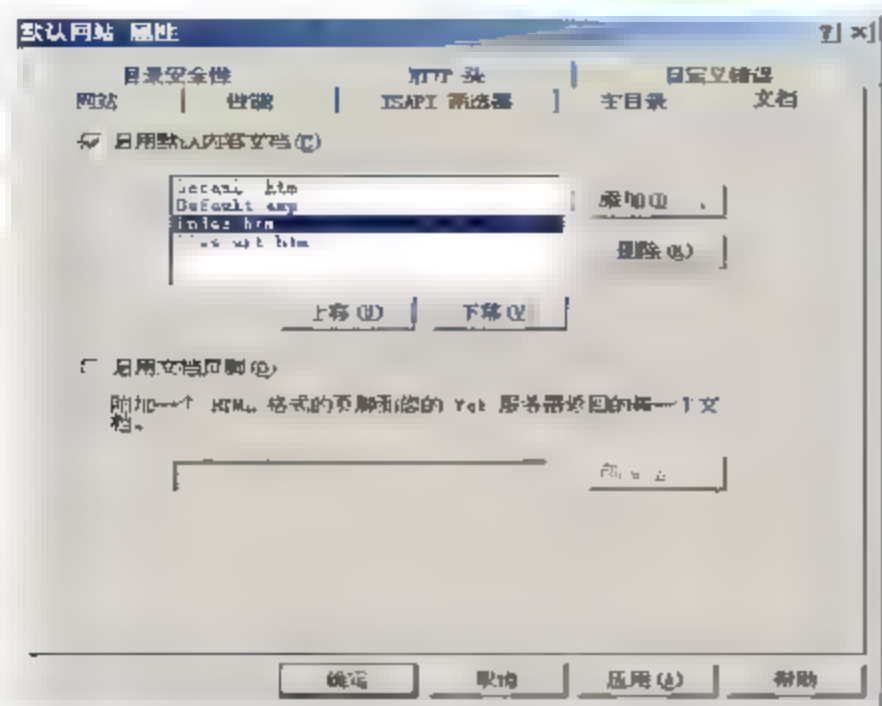 默认网站 属性
目录安全性 HTTP 头 自定义错误
网站 性能 ISAPI 筛选器 主目录 文档
启用默认内容文档(C)
Default htm
Default asp
index htm
添加(D)
删除(R)
上移(U) 下移(V)
启用文档页脚(O)
附加一个 HTML 格式的页脚到您的 Web 服务器返回的每一个文
档。
确定 取消 应用(A) 帮助